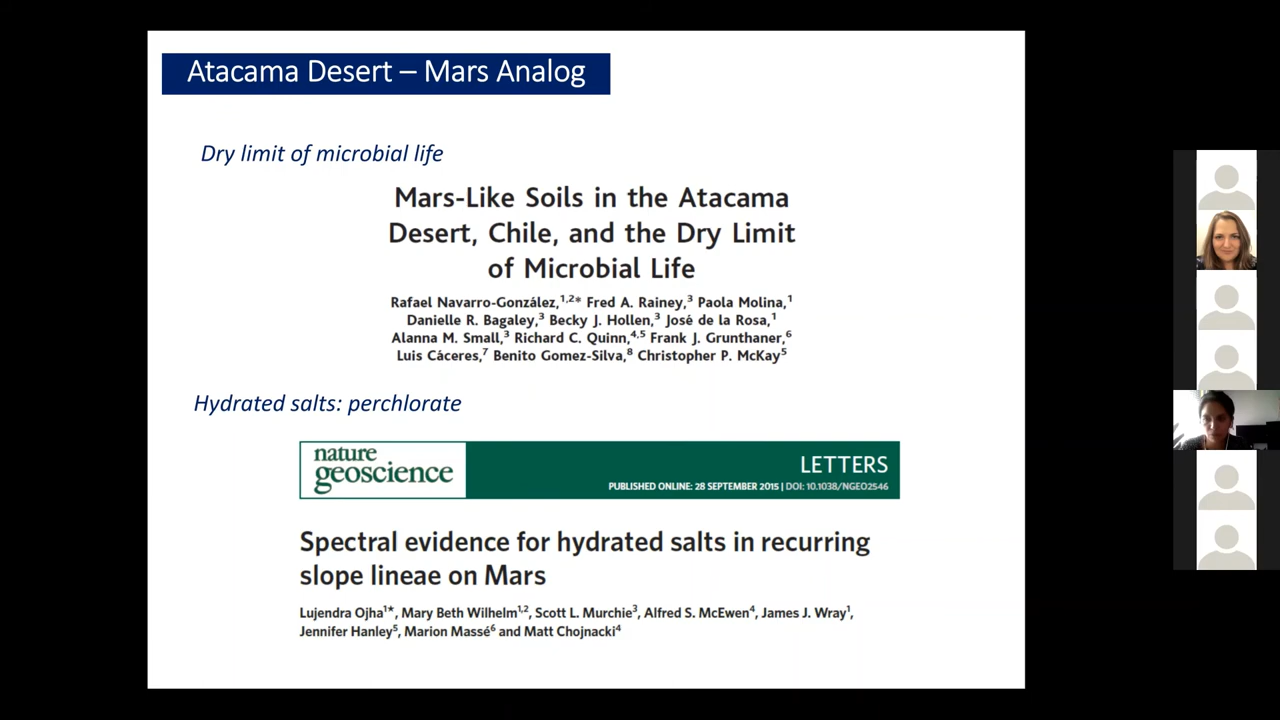 Atacama Desert – Mars Analog
Dry limit of microbial life
Mars-Like Soils in the Atacama
Desert, Chile, and the Dry Limit
of Microbial Life
Rafael Navarro-González,1,2* Fred A. Rainey,3 Paola Molina,1
Danielle R. Bagaley,3 Becky J. Hollen,3 José de la Rosa,1
Alanna M. Small,3 Richard C. Quinn,4,5 Frank J. Grunthaner,6
Luis Cáceres,7 Benito Gomez-Silva,8 Christopher P. McKay5
Hydrated salts: perchlorate
nature
geoscience
LETTERS
PUBLISHED ONLINE: 28 SEPTEMBER 2015 | DOI: 10.1038/NGEO2546
Spectral evidence for hydrated salts in recurring
slope lineae on Mars
Lujendra Ojha1*, Mary Beth Wilhelm1,2, Scott L. Murchie3, Alfred S. McEwen4, James J. Wray1,
Jennifer Hanley5, Marion Massé6 and Matt Chojnacki4